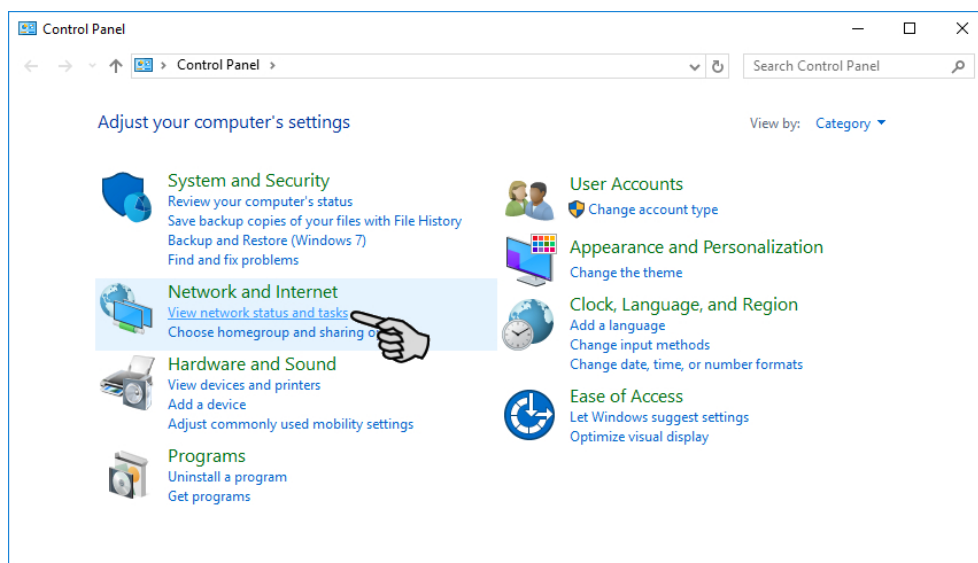 Control Panel
Control Panel
Search Control Panel
Adjust your computer's settings
View by: Category
System and Security
Review your computer's status
Save backup copies of your files with File History
Backup and Restore (Windows 7)
Find and fix problems
Network and Internet
View network status and tasks
Choose homegroup and sharing o
Hardware and Sound
View devices and printers
Add a device
Adjust commonly used mobility settings
Programs
Uninstall a program
Get programs
User Accounts
Change account type
Appearance and Personalization
Change the theme
Clock, Language, and Region
Add a language
Change input methods
Change date, time, or number formats
Ease of Access
Let Windows suggest settings
Optimize visual display